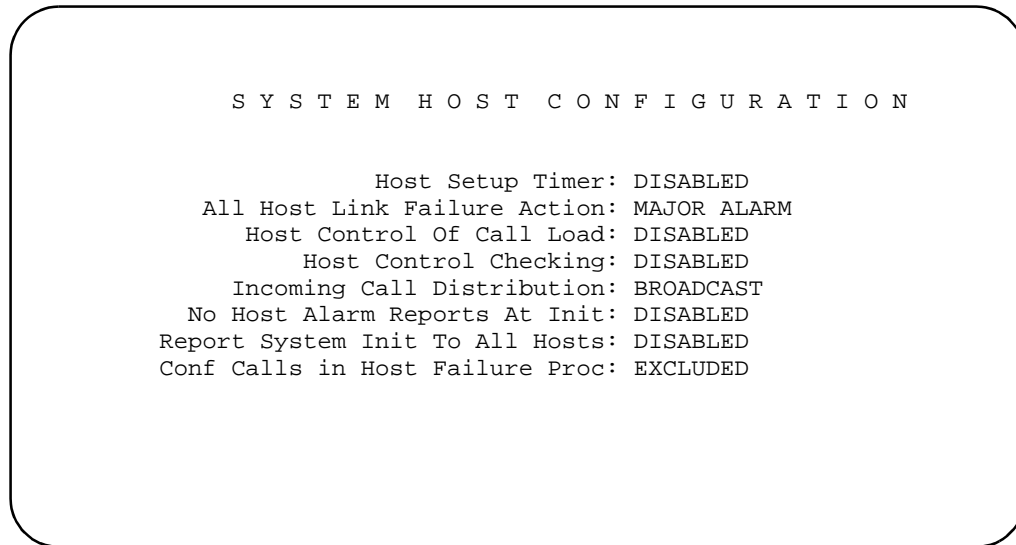 S Y S T E M  H O S T  C O N F I G U R A T I O N
Host Setup Timer: DISABLED
All Host Link Failure Action: MAJOR ALARM
Host Control Of Call Load: DISABLED
Host Control Checking: DISABLED
Incoming Call Distribution: BROADCAST
No Host Alarm Reports At Init: DISABLED
Report System Init To All Hosts: DISABLED
Conf Calls in Host Failure Proc: EXCLUDED